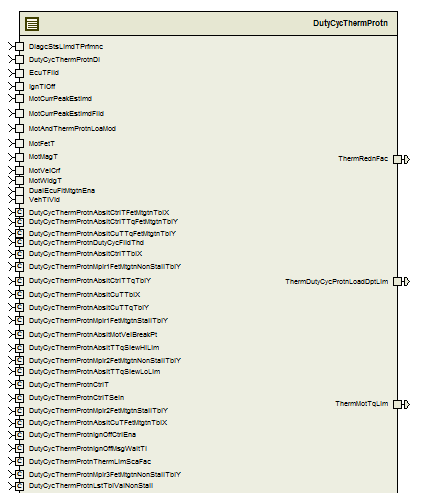 DutyCycThermProtn
DiagcStsLimdTPrfmnc
DutyCycThermProtnDi
EcuTFild
IgnTiOff
MotCurrPeakEstimd
MotCurrPeakEstimdFild
MotAndThermProtnLoaMod
MotFetT
MotMagT
MotVelCrf
MotWidgT
DualEcuFltMtgtnEna
VehTiVld
C DutyCycThermProtnAbsltCtrlTFetMtgtnTblX
C DutyCycThermProtnAbsltCtrlTTqFetMtgtnTblY
C DutyCycThermProtnAbsltCuTTqFetMtgtnTblY
C DutyCycThermProtnDutyCycFildThd
C DutyCycThermProtnAbsltCtrlTTblX
C DutyCycThermProtnMplr1FetMtgtnNonStallTblY
C DutyCycThermProtnAbsltCtrlTTqTblY
C DutyCycThermProtnAbsltCuTTblX
C DutyCycThermProtnAbsltCuTTqTblY
C DutyCycThermProtnMplr1FetMtgtnStallTblY
C DutyCycThermProtnAbsltMotVelBreakPt
C DutyCycThermProtnAbsltTTqSlewHiLim
C DutyCycThermProtnMplr2FetMtgtnNonStallTblY
C DutyCycThermProtnAbsltTTqSlewLoLim
C DutyCycThermProtnCtrlT
C DutyCycThermProtnCtrlTSeln
C DutyCycThermProtnMplr2FetMtgtnStallTblY
C DutyCycThermProtnAbsltCuTFetMtgtnTblX
C DutyCycThermProtnIgnOffCtrlEna
C DutyCycThermProtnIgnOffMsgWaitTi
C DutyCycThermProtnThermLimScaFac
C DutyCycThermProtnMplr3FetMtgtnNonStallTblY
C DutyCycThermProtnLstTblValNonStall
ThermRednFac
ThermDutyCycProtnLoadDptLim
ThermMotTqLim